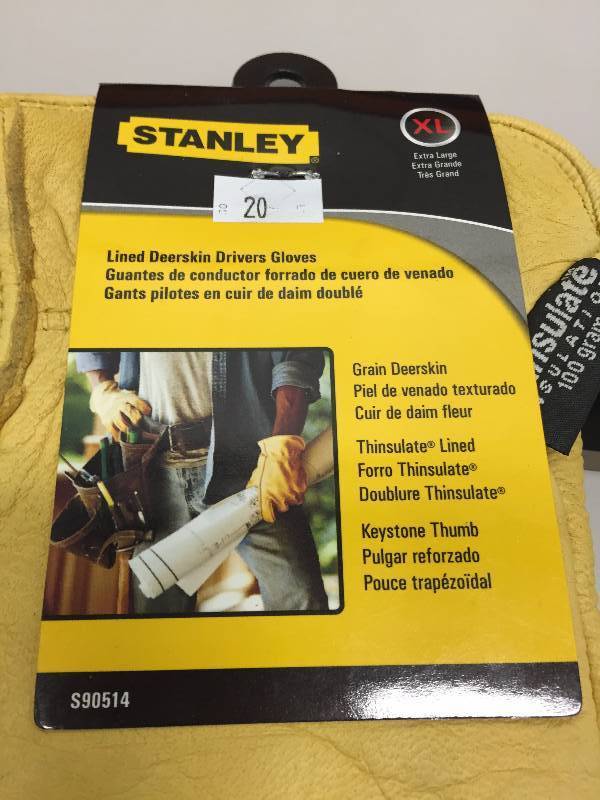 STANLEY®
XL
Extra Large
Extra Grande
Très Grand
20
Lined Deerskin Drivers Gloves
Guantes de conductor forrado de cuero de venado
Gants pilotes en cuir de daim doublé
Grain Deerskin
Piel de venado texturado
Cuir de daim fleur
Thinsulate® Lined
Forro Thinsulate®
Doublure Thinsulate®
Keystone Thumb
Pulgar reforzado
Pouce trapézoïdal
S90514
100 gram